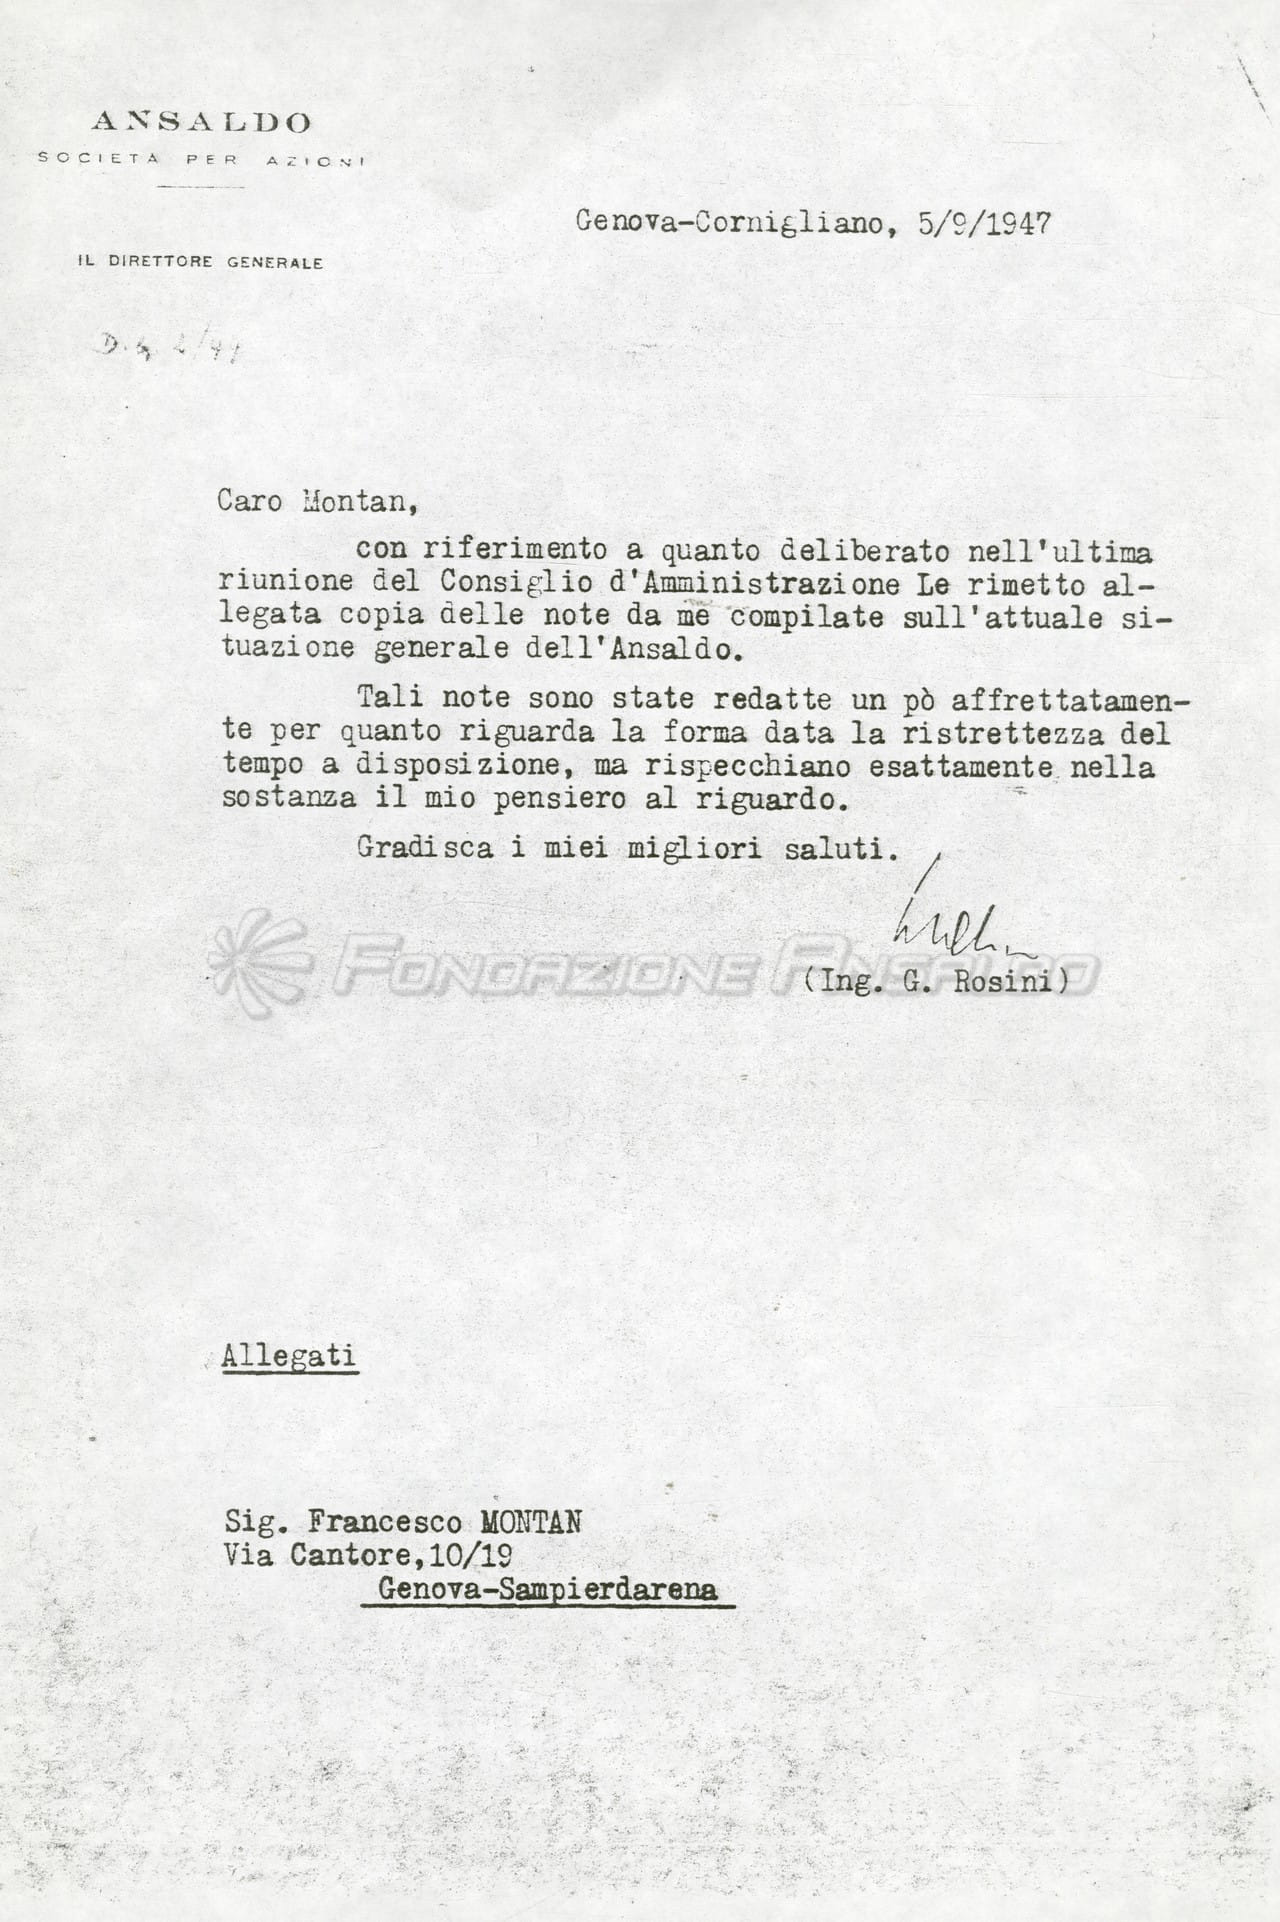 ANSALDO
SOCIETÀ PER AZIONI
IL DIRETTORE GENERALE
Genova-Cornigliano, 5/9/1947
Caro Montan,
con riferimento a quanto deliberato nell'ultima
riunione del Consiglio d'Amministrazione Le rimetto al-
legata copia delle note da me compilate sull'attuale si-
tuazione generale dell'Ansaldo.
Tali note sono state redatte un pò affrettatamen-
te per quanto riguarda la forma data la ristrettezza del
tempo a disposizione, ma rispecchiano esattamente nella
sostanza il mio pensiero al riguardo.
Gradisca i miei migliori saluti.
FONDAZIONE ANSALDO
(Ing. G. Rosini)
Allegati
Sig. Francesco MONTAN
Via Cantore,10/19
Genova-Sampierdarena